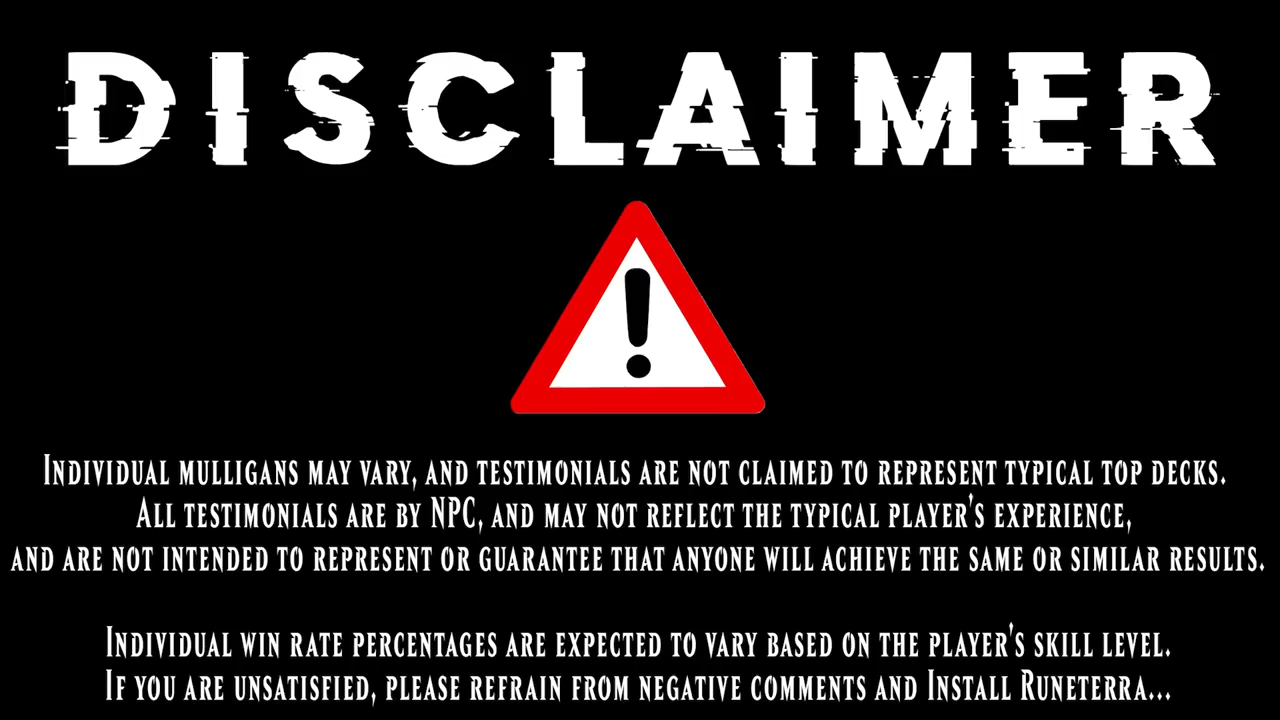 DISCLAIMER
Individual mulligans may vary, and testimonials are not claimed to represent typical top decks.
All testimonials are by NPC, and may not reflect the typical player's experience,
and are not intended to represent or guarantee that anyone will achieve the same or similar results.
Individual win rate percentages are expected to vary based on the player's skill level.
If you are unsatisfied, please refrain from negative comments and Install Runeterra...